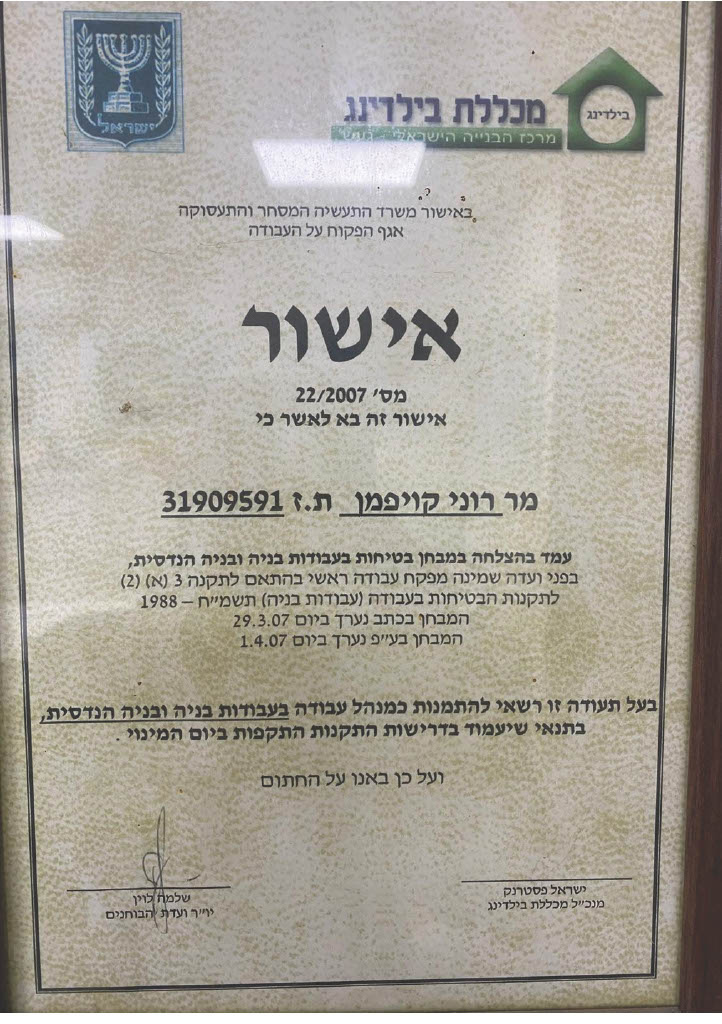 ישראל
מכללת בילדינג
בילדינג
מרכז הבנייה הישראלי - געש
באישור משרד התעשיה המסחר והתעסוקה
אגף הפקוח על העבודה
אישור
מס' 22/2007
אישור זה בא לאשר כי
מר רוני קויפמן ת.ז 31909591
עמד בהצלחה במבחן בטיחות בעבודות בניה ובניה הנדסית,
בפני ועדה שמינה מפקח עבודה ראשי בהתאם לתקנה 3 (א) (2)
לתקנות הבטיחות בעבודה (עבודות בניה) תשמ"ח – 1988
המבחן בכתב נערך ביום 29.3.07
המבחן בע"פ נערך ביום 1.4.07
בעל תעודה זו רשאי להתמנות כמנהל עבודה בעבודות בניה ובניה הנדסית,
בתנאי שיעמוד בדרישות התקנות התקפות ביום המינוי .
ועל כן באנו על החתום
ישראל פסטרנק
מנכ"ל מכללת בילדינג
שלמה לוין
יו"ר ועדת הבוחנים